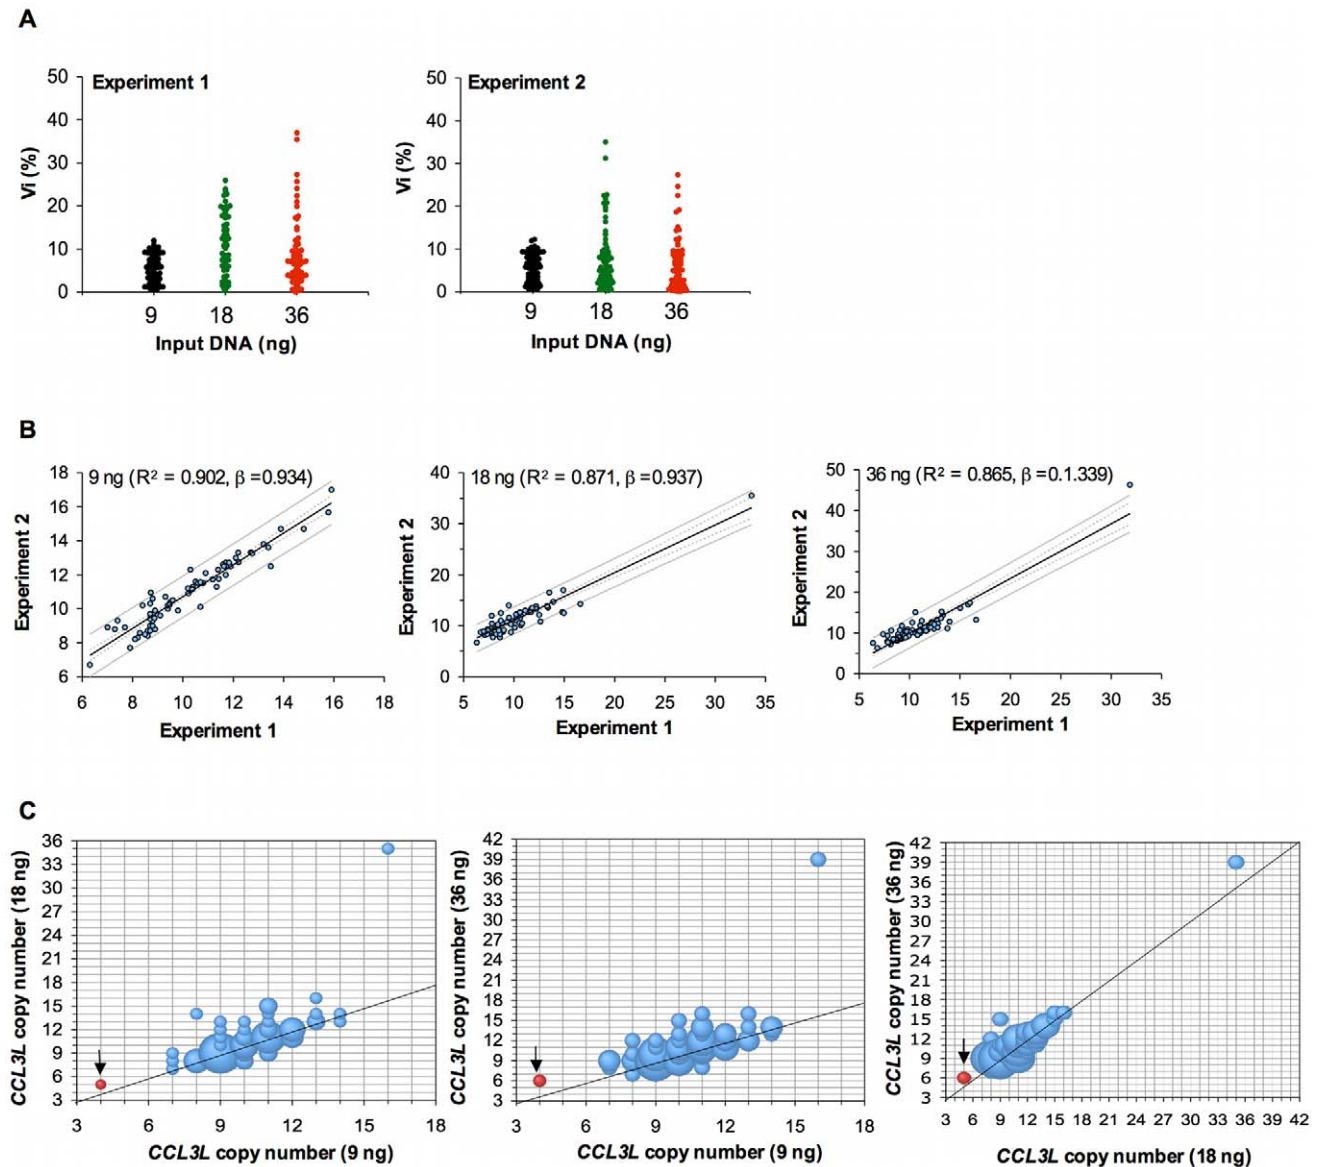 A
Experiment 1
50
40
30
20
10
0
Vi (%)
9 18 36
Input DNA (ng)
Experiment 2
50
40
30
20
10
0
Vi (%)
9 18 36
Input DNA (ng)
B
9 ng (R² = 0.902, β =0.934)
18
16
14
12
10
8
6
Experiment 2
6 8 10 12 14 16 18
Experiment 1
18 ng (R² = 0.871, β =0.937)
40
30
20
10
0
Experiment 2
5 10 15 20 25 30 35
Experiment 1
36 ng (R² = 0.865, β =0.1.339)
50
40
30
20
10
0
Experiment 2
5 10 15 20 25 30 35
Experiment 1
C
36
33
30
27
24
21
18
15
12
9
6
3
CCL3L copy number (18 ng)
3 6 9 12 15 18
CCL3L copy number (9 ng)
42
39
36
33
30
27
24
21
18
15
12
9
6
3
CCL3L copy number (36 ng)
3 6 9 12 15 18
CCL3L copy number (9 ng)
42
39
36
33
30
27
24
21
18
15
12
9
6
3
CCL3L copy number (36 ng)
3 6 9 12 15 18 21 24 27 30 33 36 39 42
CCL3L copy number (18 ng)